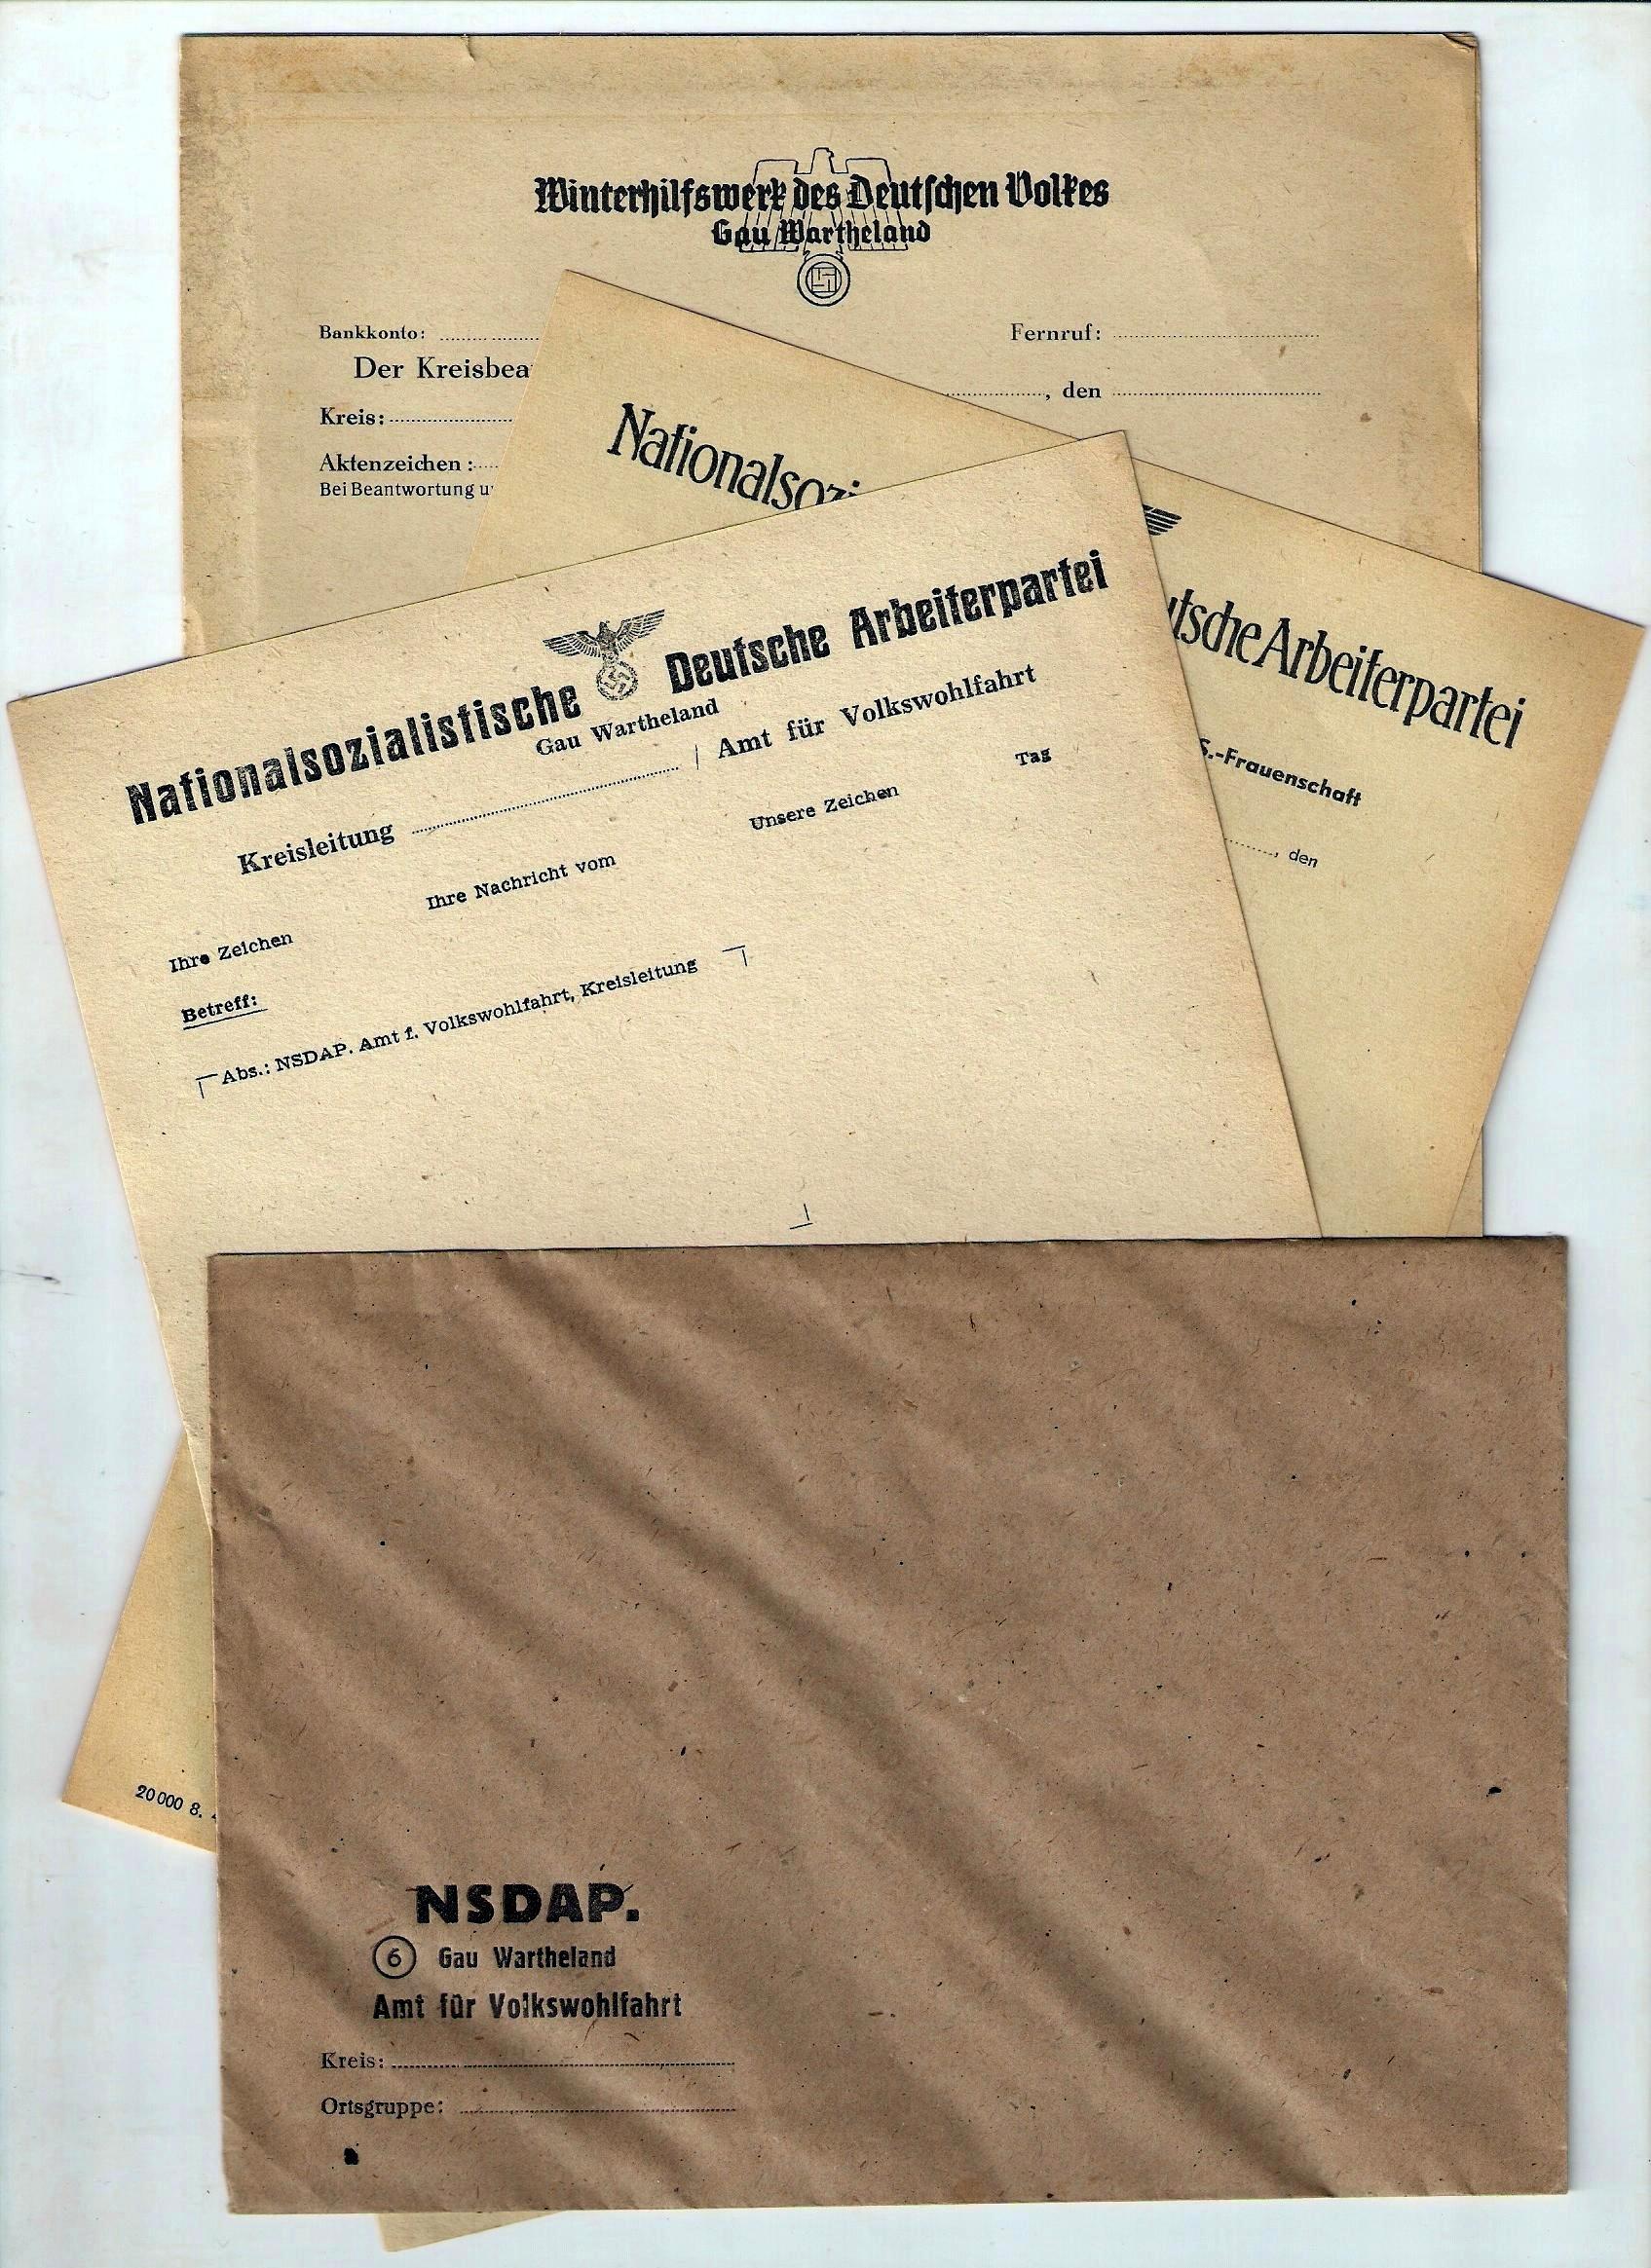 Winterhilfswerk des Deutschen Volkes
Gau Wartheland
Bankkonto:
Fernruf:
Der Kreisbea
, den
Kreis:
Aktenzeichen:
Bei Beantwortung u
Nationalsozi
utsche Arbeiterpartei
S.-Frauenschaft
, den
Nationalsozialistische Deutsche Arbeiterpartei
Gau Wartheland
Kreisleitung / Amt für Volkswohlfahrt
Ihre Zeichen
Ihre Nachricht vom
Unsere Zeichen
Tag
Betreff:
Abs.: NSDAP. Amt f. Volkswohlfahrt, Kreisleitung
20000 8.
NSDAP.
6 Gau Wartheland
Amt für Volkswohlfahrt
Kreis:
Ortsgruppe: